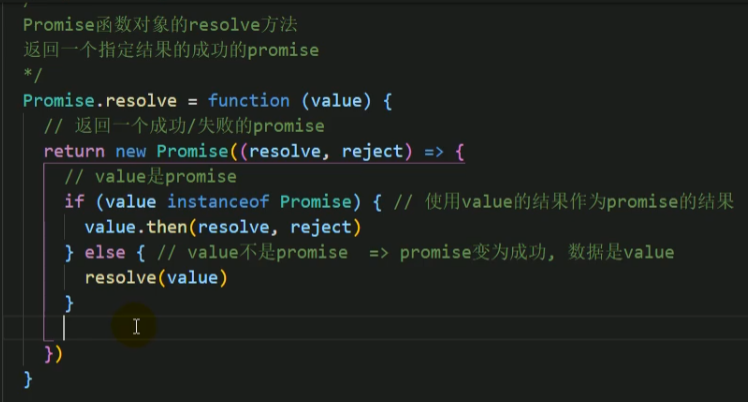 Promise函数对象的resolve方法
返回一个指定结果的成功的promise
*/
Promise.resolve = function (value) {
// 返回一个成功/失败的promise
return new Promise((resolve, reject) => {
// value是promise
if (value instanceof Promise) { // 使用value的结果作为promise的结果
value.then(resolve, reject)
} else { // value不是promise => promise变为成功, 数据是value
resolve(value)
}
})
}